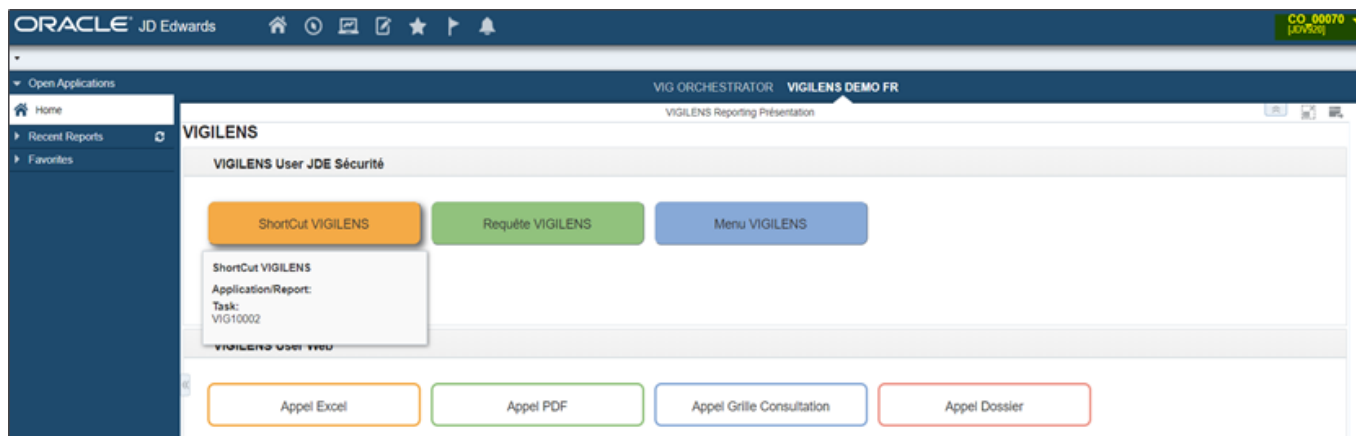 ORACLE JD Edwards
CO_00070
[JDV920]
Open Applications
VIG ORCHESTRATOR VIGILENS DEMO FR
Home
VIGILENS Reporting Présentation
Recent Reports
VIGILENS
Favorites
VIGILENS User JDE Sécurité
ShortCut VIGILENS Requête VIGILENS Menu VIGILENS
ShortCut VIGILENS
Application/Report:
Task:
VIG10002
VIGILENS User Web
Appel Excel Appel PDF Appel Grille Consultation Appel Dossier